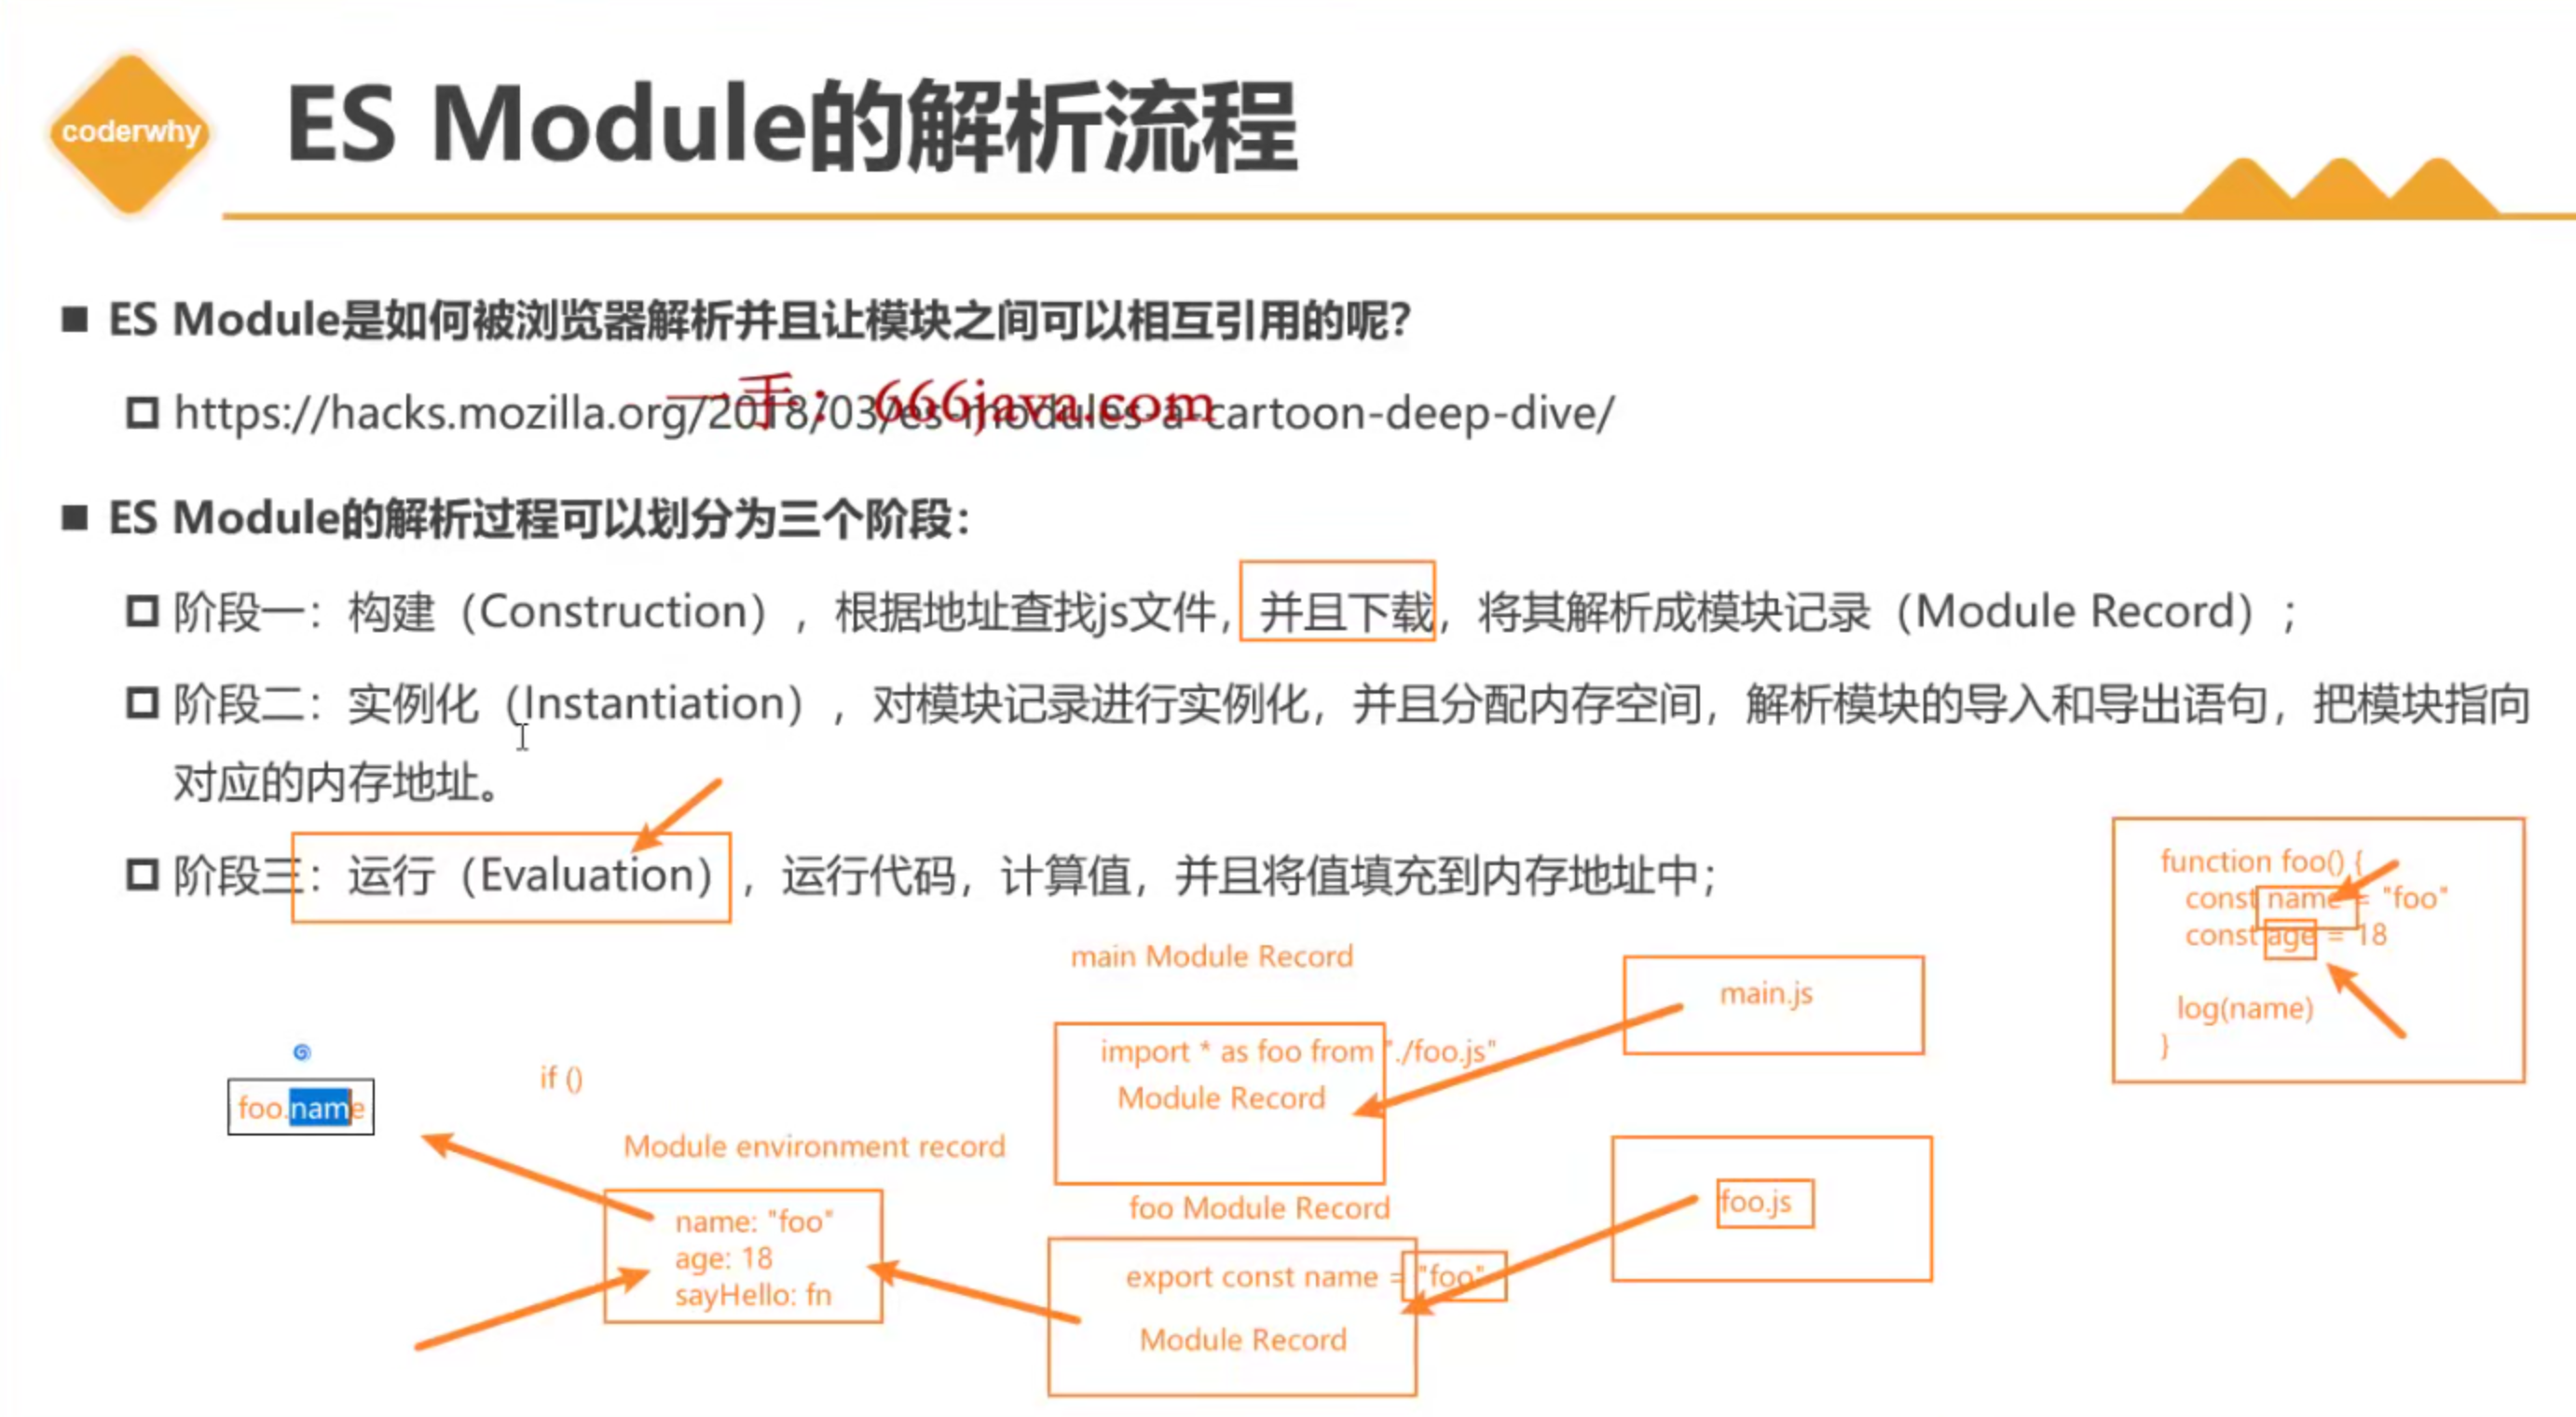 coderwhy
ES Module的解析流程
ES Module是如何被浏览器解析并且让模块之间可以相互引用的呢？
https://hacks.mozilla.org/2018/03/es-modules-a-cartoon-deep-dive/
一手：666java.com
ES Module的解析过程可以划分为三个阶段：
阶段一：构建（Construction），根据地址查找js文件，并且下载，将其解析成模块记录（Module Record）；
阶段二：实例化（Instantiation），对模块记录进行实例化，并且分配内存空间，解析模块的导入和导出语句，把模块指向
对应的内存地址。
阶段三：运行（Evaluation），运行代码，计算值，并且将值填充到内存地址中；
function foo() {
const name = "foo"
const age = 18
log(name)
}
main Module Record
main.js
import * as foo from "./foo.js"
Module Record
if ()
foo.name
Module environment record
name: "foo"
age: 18
sayHello: fn
foo Module Record
foo.js
export const name = "foo"
Module Record